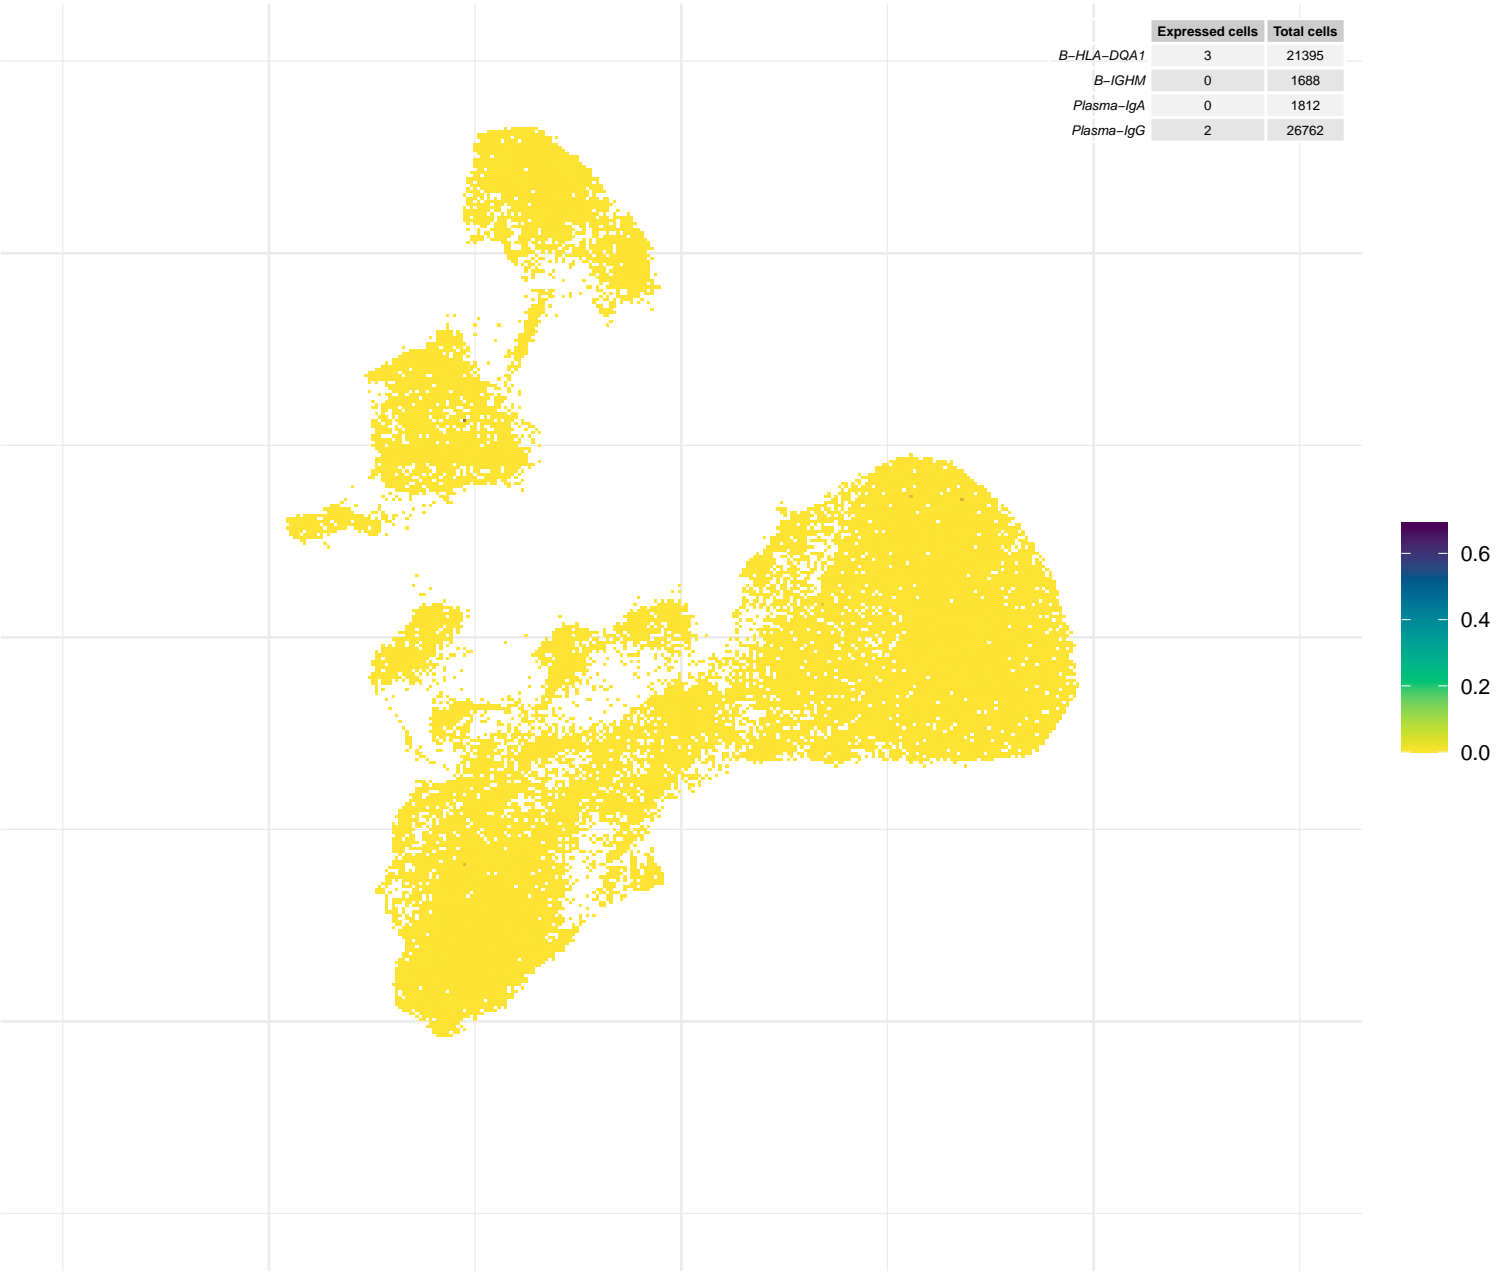 Expressed cells Total cells
B−HLA−DQA1 3 21395
B−IGHM 0 1688
Plasma−IgA 0 1812
Plasma−IgG 2 26762
0.6
0.4
0.2
0.0